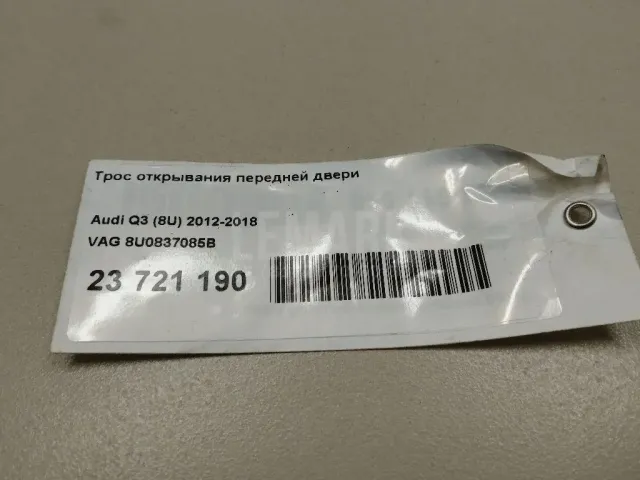 Трос открывания передней двери
Audi Q3 (8U) 2012-2018
VAG 8U0837085B
23 721 190